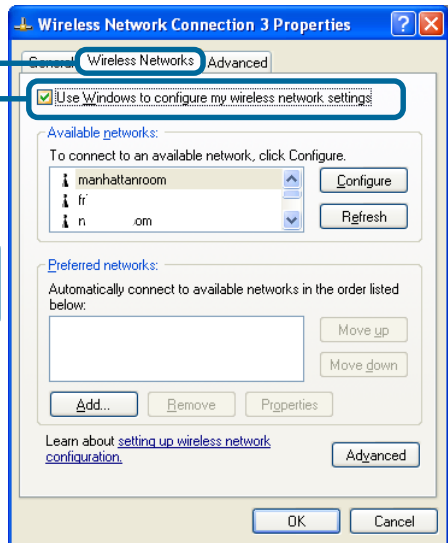 Wireless Network Connection 3 Properties
General Wireless Networks Advanced
Use Windows to configure my wireless network settings
Available networks:
To connect to an available network, click Configure.
manhattanroom
Configure
Refresh
Preferred networks:
Automatically connect to available networks in the order listed
below:
Move up
Move down
Add... Remove Properties
Learn about setting up wireless network
configuration.
Advanced
OK Cancel